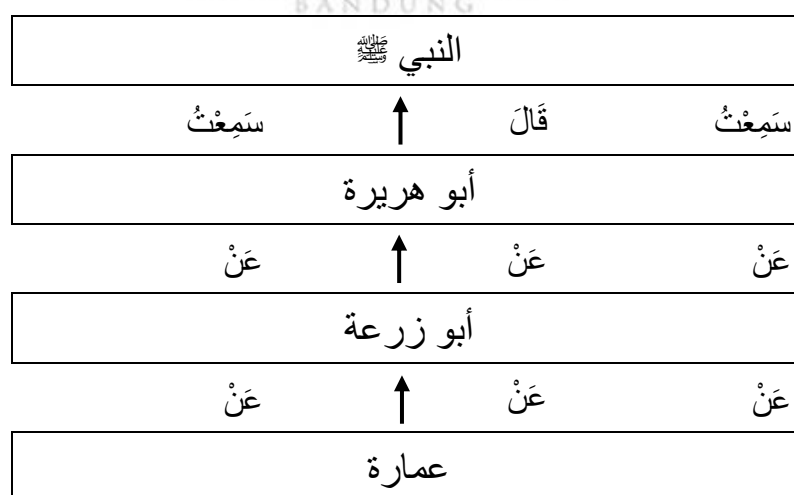 BANDUNG
النبي ﷺ
سَمِعْتُ قَالَ سَمِعْتُ
أبو هريرة
عَنْ عَنْ عَنْ
أبو زرعة
عَنْ عَنْ عَنْ
عمارة